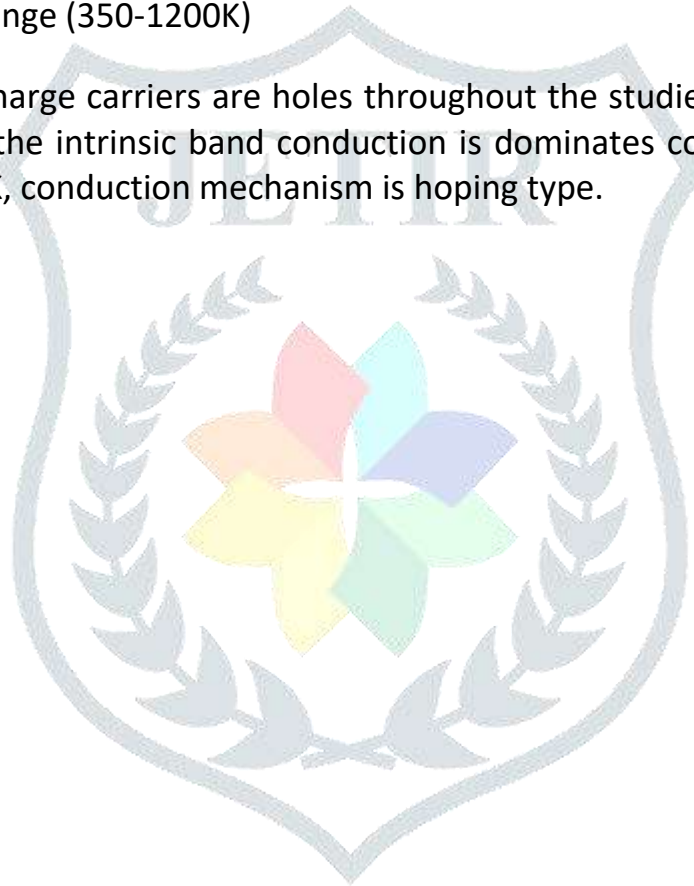 nge (350-1200K)
harge carriers are holes throughout the studie
the intrinsic band conduction is dominates co
, conduction mechanism is hoping type.
JETIR